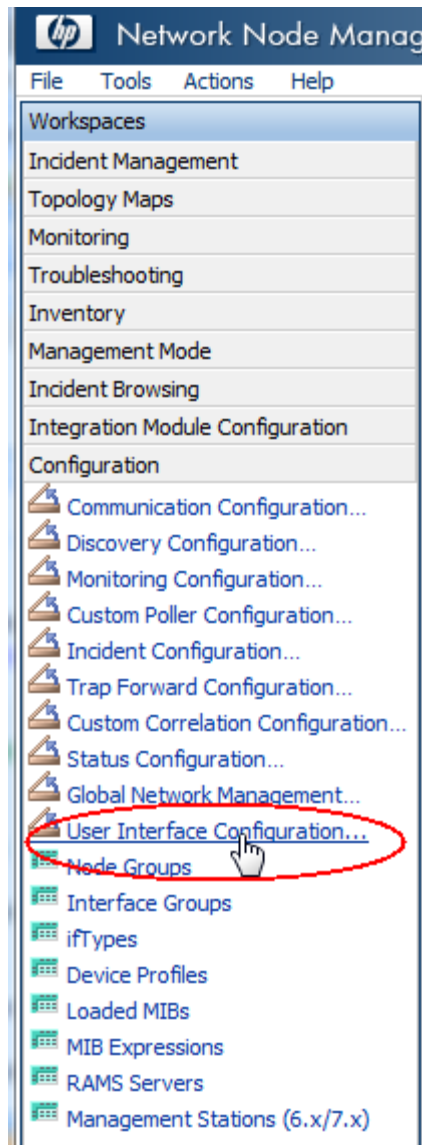 hp Network Node Manag
File Tools Actions Help
Workspaces
Incident Management
Topology Maps
Monitoring
Troubleshooting
Inventory
Management Mode
Incident Browsing
Integration Module Configuration
Configuration
Communication Configuration...
Discovery Configuration...
Monitoring Configuration...
Custom Poller Configuration...
Incident Configuration...
Trap Forward Configuration...
Custom Correlation Configuration...
Status Configuration...
Global Network Management...
User Interface Configuration...
Node Groups
Interface Groups
ifTypes
Device Profiles
Loaded MIBs
MIB Expressions
RAMS Servers
Management Stations (6.x/7.x)